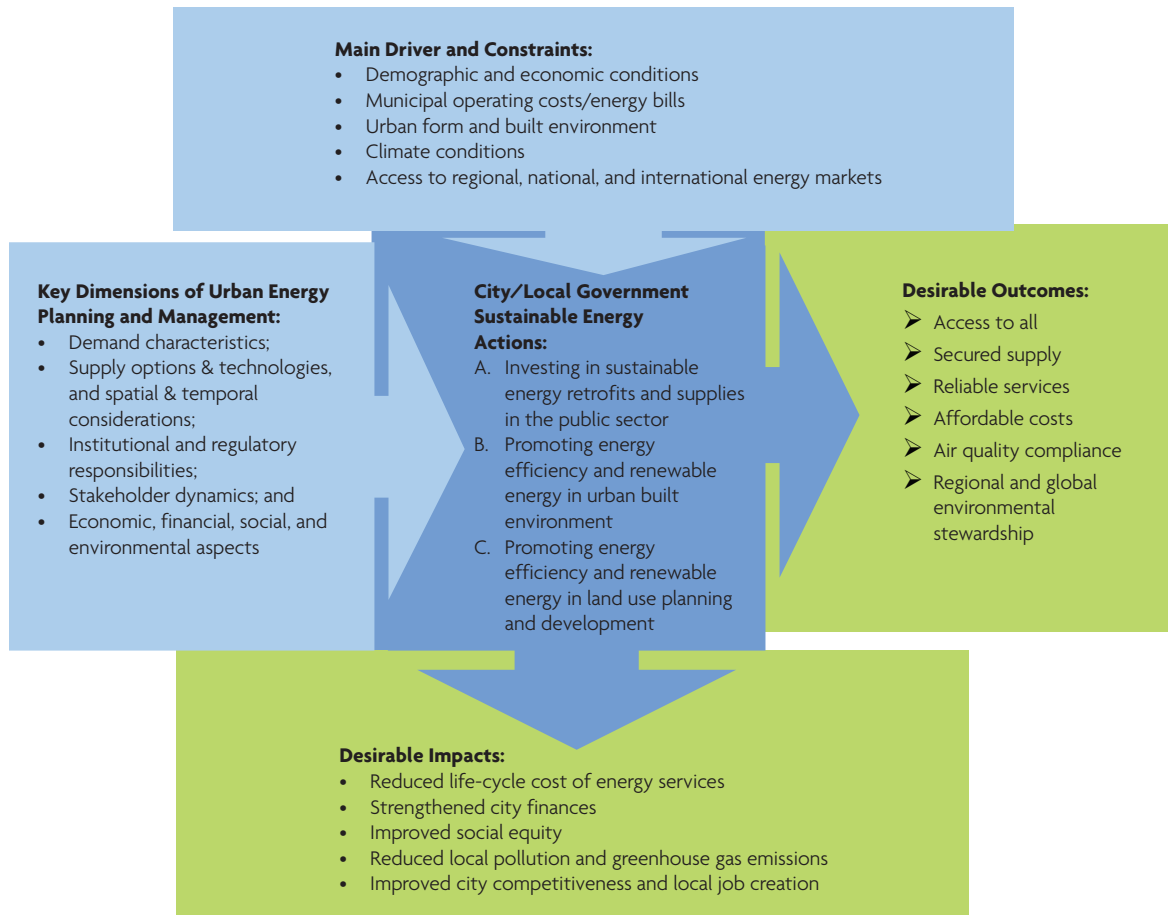 Main Driver and Constraints:
• Demographic and economic conditions
• Municipal operating costs/energy bills
• Urban form and built environment
• Climate conditions
• Access to regional, national, and international energy markets
Key Dimensions of Urban Energy
Planning and Management:
• Demand characteristics;
• Supply options & technologies,
and spatial & temporal
considerations;
• Institutional and regulatory
responsibilities;
• Stakeholder dynamics; and
• Economic, financial, social, and
environmental aspects
City/Local Government
Sustainable Energy
Actions:
A. Investing in sustainable
energy retrofits and supplies
in the public sector
B. Promoting energy
efficiency and renewable
energy in urban built
environment
C. Promoting energy
efficiency and renewable
energy in land use planning
and development
Desirable Outcomes:
➢ Access to all
➢ Secured supply
➢ Reliable services
➢ Affordable costs
➢ Air quality compliance
➢ Regional and global
environmental
stewardship
Desirable Impacts:
• Reduced life-cycle cost of energy services
• Strengthened city finances
• Improved social equity
• Reduced local pollution and greenhouse gas emissions
• Improved city competitiveness and local job creation